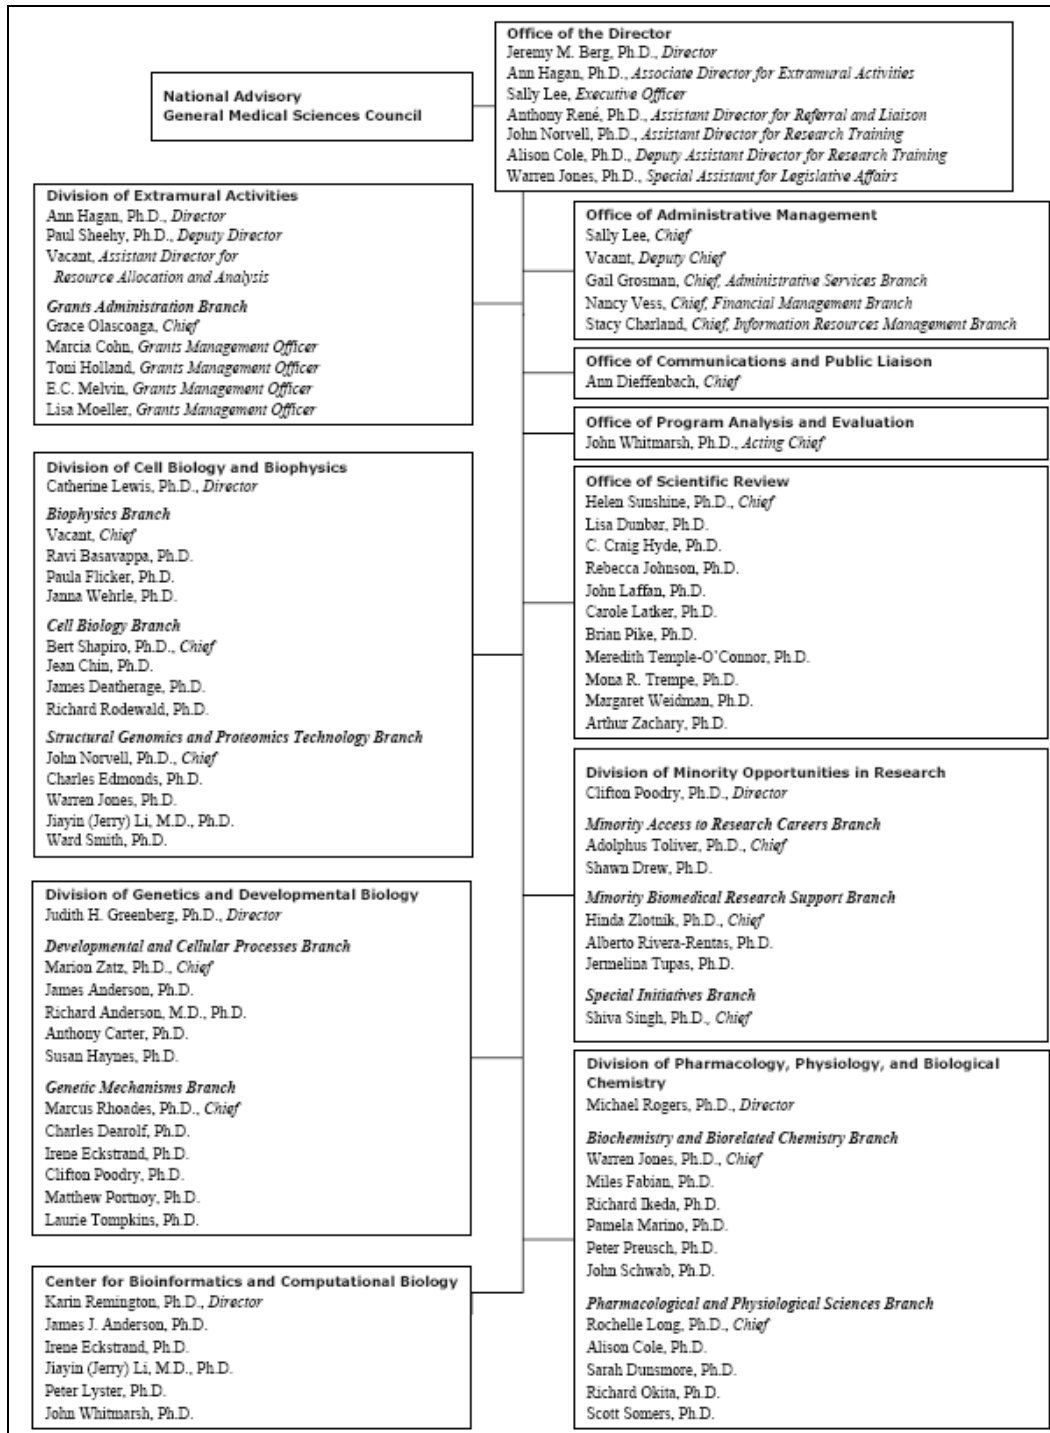 Office of the Director
Jeremy M. Berg, Ph.D., Director
Ann Hagan, Ph.D., Associate Director for Extramural Activities
Sally Lee, Executive Officer
Anthony René, Ph.D., Assistant Director for Referral and Liaison
John Norvell, Ph.D., Assistant Director for Research Training
Alison Cole, Ph.D., Deputy Assistant Director for Research Training
Warren Jones, Ph.D., Special Assistant for Legislative Affairs
National Advisory
General Medical Sciences Council
Division of Extramural Activities
Ann Hagan, Ph.D., Director
Paul Sheehy, Ph.D., Deputy Director
Vacant, Assistant Director for
Resource Allocation and Analysis
Grants Administration Branch
Grace Olascoaga, Chief
Marcia Cohn, Grants Management Officer
Toni Holland, Grants Management Officer
E.C. Melvin, Grants Management Officer
Lisa Moeller, Grants Management Officer
Office of Administrative Management
Sally Lee, Chief
Vacant, Deputy Chief
Gail Grosman, Chief, Administrative Services Branch
Nancy Vess, Chief, Financial Management Branch
Stacy Charland, Chief, Information Resources Management Branch
Office of Communications and Public Liaison
Ann Dieffenbach, Chief
Office of Program Analysis and Evaluation
John Whitmarsh, Ph.D., Acting Chief
Division of Cell Biology and Biophysics
Catherine Lewis, Ph.D., Director
Biophysics Branch
Vacant, Chief
Ravi Basavappa, Ph.D.
Paula Flicker, Ph.D.
Janna Wehrle, Ph.D.
Cell Biology Branch
Bert Shapiro, Ph.D., Chief
Jean Chin, Ph.D.
James Deatherage, Ph.D.
Richard Rodewald, Ph.D.
Structural Genomics and Proteomics Technology Branch
John Norvell, Ph.D., Chief
Charles Edmonds, Ph.D.
Warren Jones, Ph.D.
Jiayin (Jerry) Li, M.D., Ph.D.
Ward Smith, Ph.D.
Office of Scientific Review
Helen Sunshine, Ph.D., Chief
Lisa Dunbar, Ph.D.
C. Craig Hyde, Ph.D.
Rebecca Johnson, Ph.D.
John Laffan, Ph.D.
Carole Latker, Ph.D.
Brian Pike, Ph.D.
Meredith Temple-O'Connor, Ph.D.
Mona R. Trempe, Ph.D.
Margaret Weidman, Ph.D.
Arthur Zachary, Ph.D.
Division of Minority Opportunities in Research
Clifton Poodry, Ph.D., Director
Minority Access to Research Careers Branch
Adolphus Toliver, Ph.D., Chief
Shawn Drew, Ph.D.
Minority Biomedical Research Support Branch
Hinda Zlotnik, Ph.D., Chief
Alberto Rivera-Rentas, Ph.D.
Jermelina Tupas, Ph.D.
Special Initiatives Branch
Shiva Singh, Ph.D., Chief
Division of Genetics and Developmental Biology
Judith H. Greenberg, Ph.D., Director
Developmental and Cellular Processes Branch
Marion Zatz, Ph.D., Chief
James Anderson, Ph.D.
Richard Anderson, M.D., Ph.D.
Anthony Carter, Ph.D.
Susan Haynes, Ph.D.
Genetic Mechanisms Branch
Marcus Rhoades, Ph.D., Chief
Charles Dearolf, Ph.D.
Irene Eckstrand, Ph.D.
Clifton Poodry, Ph.D.
Matthew Portnoy, Ph.D.
Laurie Tompkins, Ph.D.
Division of Pharmacology, Physiology, and Biological
Chemistry
Michael Rogers, Ph.D., Director
Biochemistry and Biorelated Chemistry Branch
Warren Jones, Ph.D., Chief
Miles Fabian, Ph.D.
Richard Ikeda, Ph.D.
Pamela Marino, Ph.D.
Peter Preusch, Ph.D.
John Schwab, Ph.D.
Pharmacological and Physiological Sciences Branch
Rochelle Long, Ph.D., Chief
Alison Cole, Ph.D.
Sarah Dunsmore, Ph.D.
Richard Okita, Ph.D.
Scott Somers, Ph.D.
Center for Bioinformatics and Computational Biology
Karin Remington, Ph.D., Director
James J. Anderson, Ph.D.
Irene Eckstrand, Ph.D.
Jiayin (Jerry) Li, M.D., Ph.D.
Peter Lyster, Ph.D.
John Whitmarsh, Ph.D.